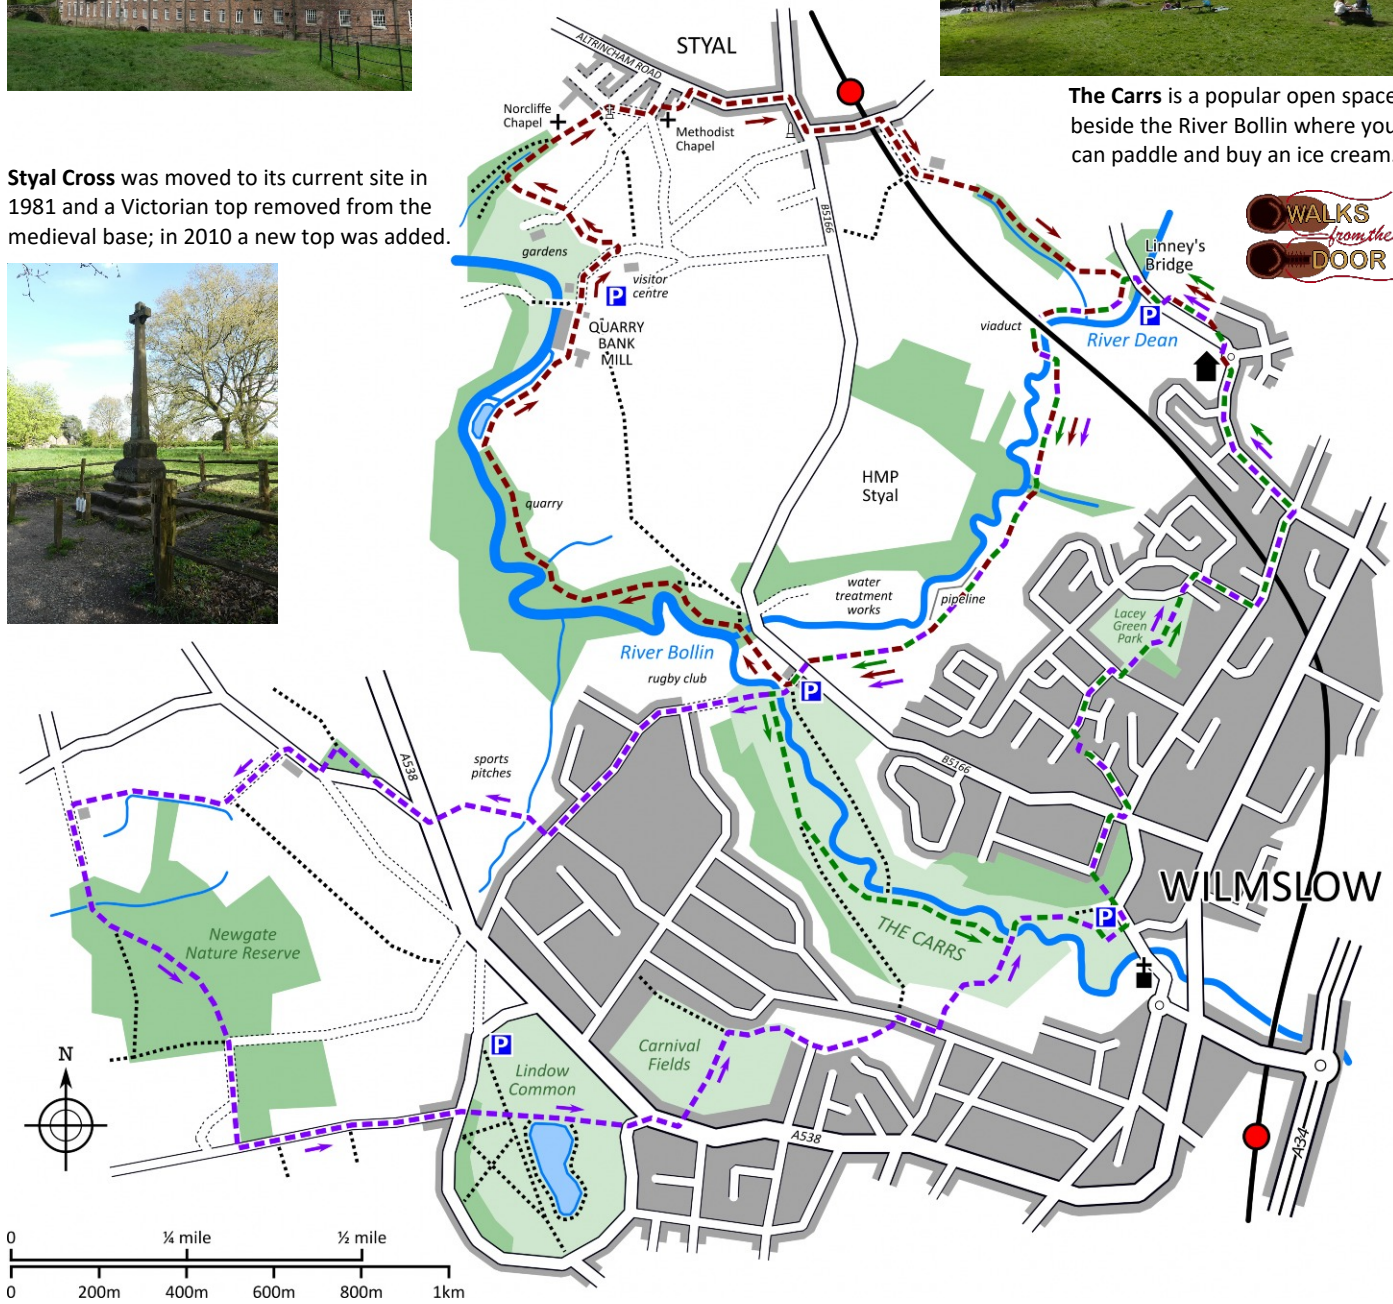 The Carrs is a popular open space
beside the River Bollin where you
can paddle and buy an ice cream.
Styal Cross was moved to its current site in
1981 and a Victorian top removed from the
medieval base; in 2010 a new top was added.
WALKS
from the
DOOR
STYAL
ALTRINCHAM ROAD
Norcliffe
Chapel
Methodist
Chapel
B5166
gardens
visitor
centre
P
QUARRY
BANK
MILL
Linney's
Bridge
P
River Dean
viaduct
quarry
HMP
Styal
water
treatment
works
pipeline
Lacey
Green
Park
River Bollin
rugby club
P
A538
sports
pitches
B5166
WILMSLOW
P
THE CARRS
Newgate
Nature Reserve
P
Lindow
Common
Carnival
Fields
A538
A34
N
0
¼ mile
½ mile
0
200m
400m
600m
800m
1km